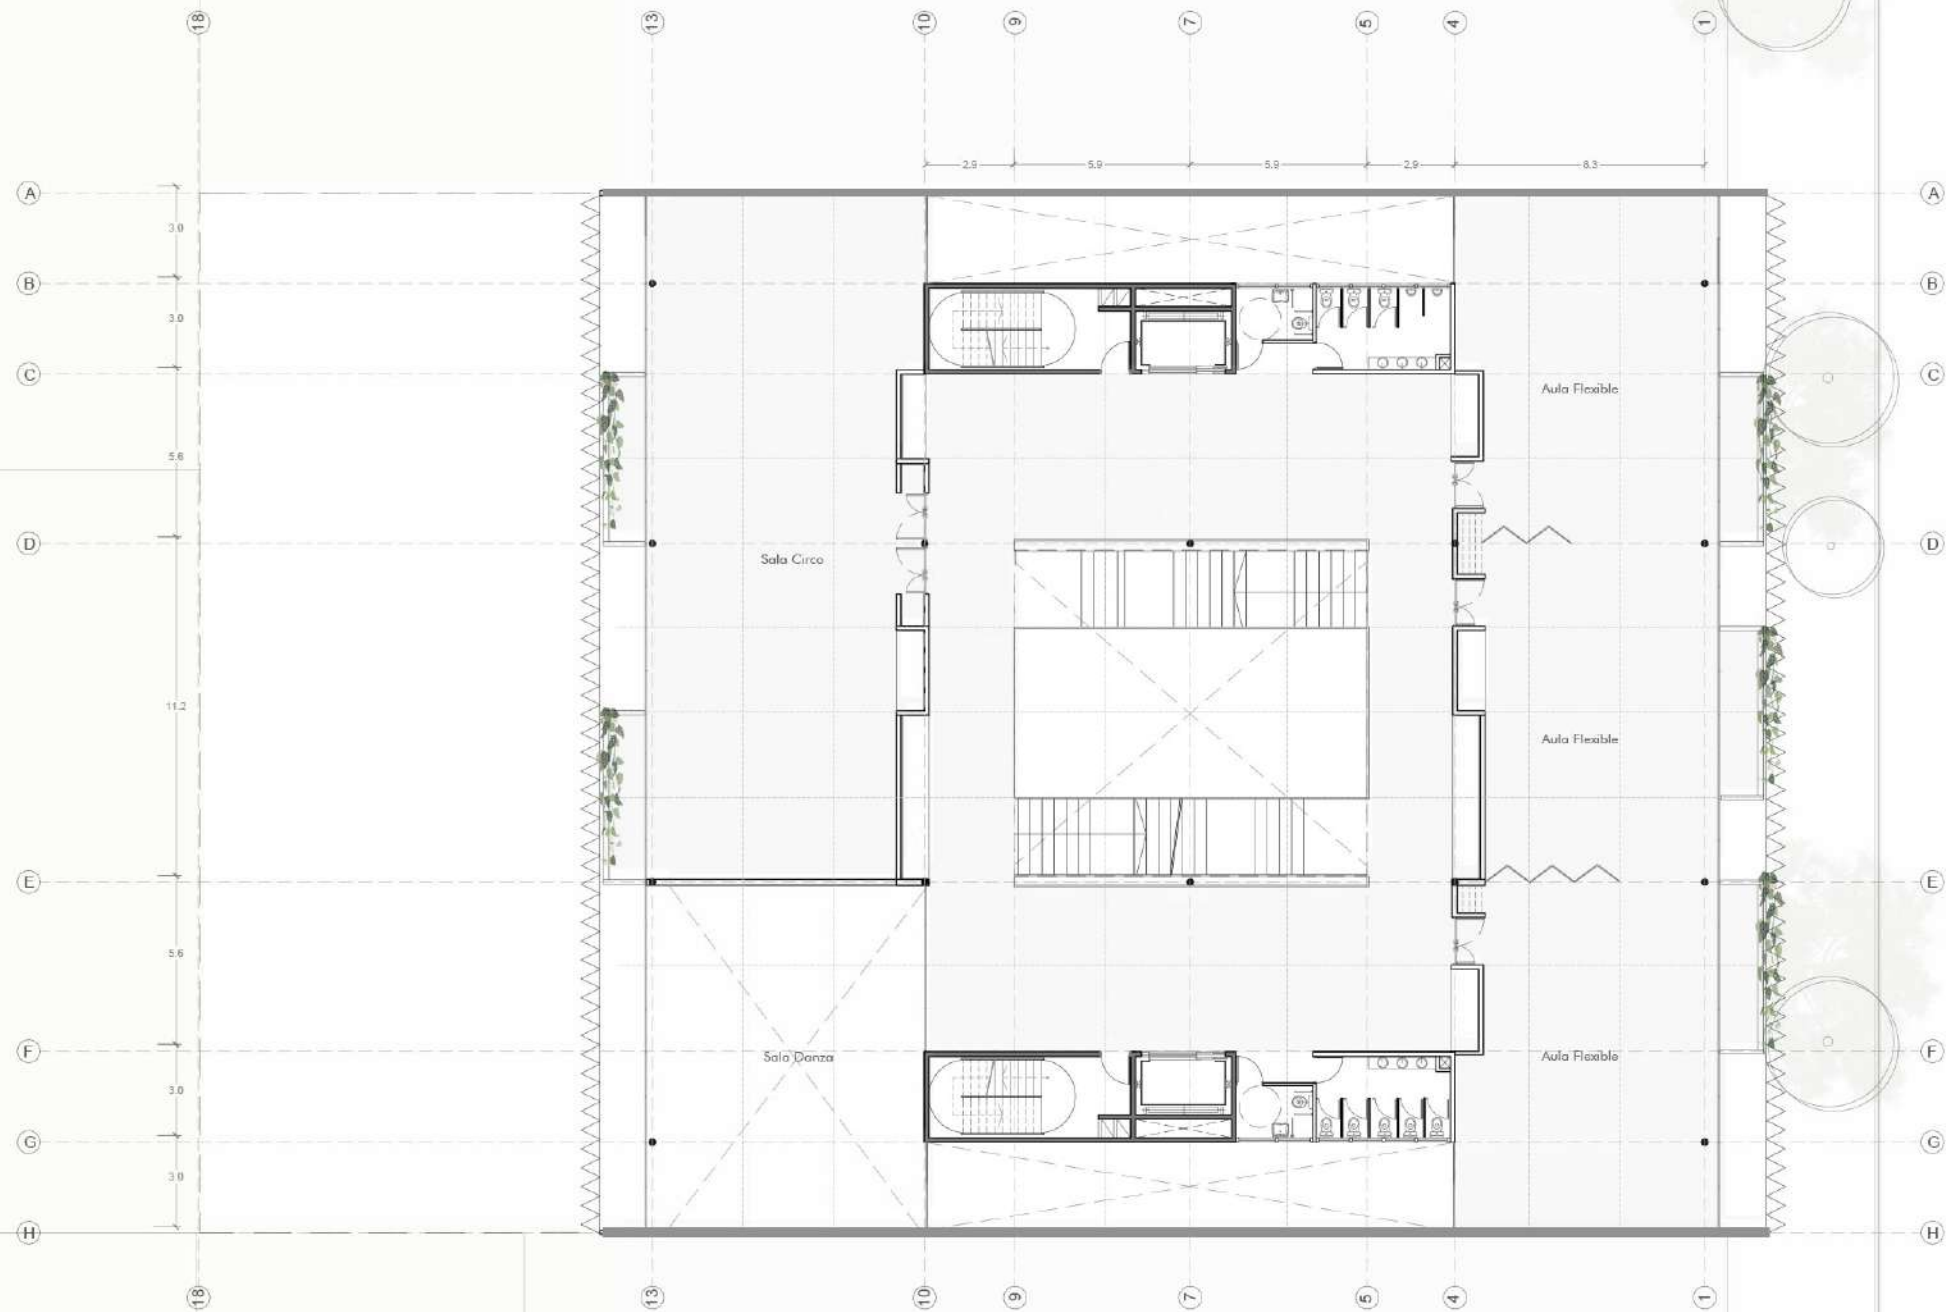 18 13 10 9 7 5 4 1
2.9 5.9 5.9 2.9 8.3
A A
3.0
B B
3.0
C C
Aula Flexible
5.6
D D
Sala Circo
11.2
Aula Flexible
E E
5.6
F F
Sala Danza Aula Flexible
3.0
G G
3.0
H H
18 13 10 9 7 5 4 1